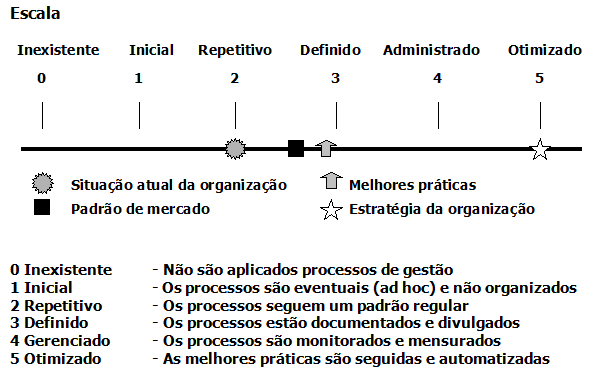 Escala
Inexistente Inicial Repetitivo Definido Administrado Otimizado
0 1 2 3 4 5
Situação atual da organização Melhores práticas
Padrão de mercado Estratégia da organização
0 Inexistente - Não são aplicados processos de gestão
1 Inicial - Os processos são eventuais (ad hoc) e não organizados
2 Repetitivo - Os processos seguem um padrão regular
3 Definido - Os processos estão documentados e divulgados
4 Gerenciado - Os processos são monitorados e mensurados
5 Otimizado - As melhores práticas são seguidas e automatizadas